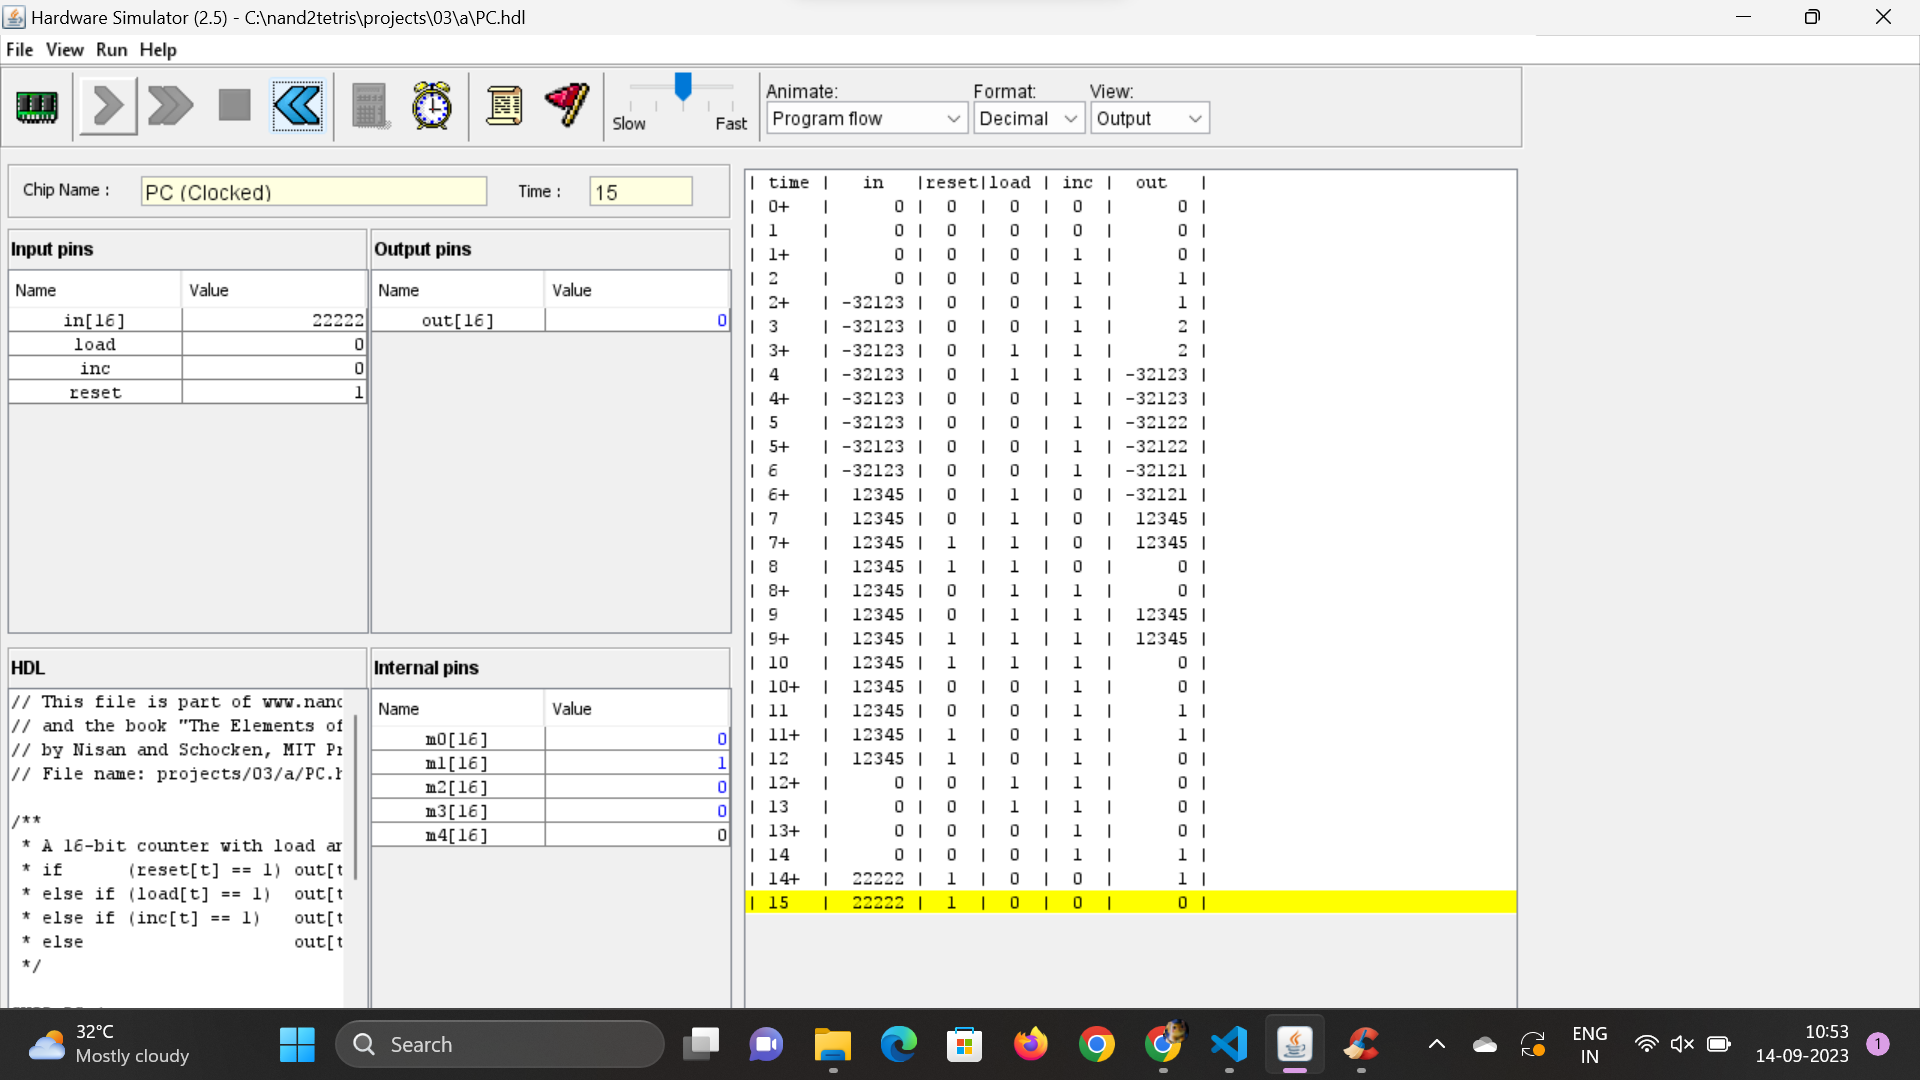 Hardware Simulator (2.5) - C:\nand2tetris\projects\03\a\PC.hdl
File View Run Help
Slow Fast
Animate: Format: View:
Program flow Decimal Output
Chip Name : PC (Clocked) Time : 15
Input pins
Name Value
in[16] 22222
load 0
inc 0
reset 1
Output pins
Name Value
out[16] 0
HDL
// This file is part of www.nand
// and the book "The Elements of
// by Nisan and Schocken, MIT Pr
// File name: projects/03/a/PC.h
/**
* A 16-bit counter with load an
* if (reset[t] == 1) out[t
* else if (load[t] == 1) out[t
* else if (inc[t] == 1) out[t
* else out[t
*/
Internal pins
Name Value
m0[16] 0
m1[16] 1
m2[16] 0
m3[16] 0
m4[16] 0
| time | in |reset|load | inc | out |
| 0+ | 0 | 0 | 0 | 0 | 0 |
| 1 | 0 | 0 | 0 | 0 | 0 |
| 1+ | 0 | 0 | 0 | 1 | 0 |
| 2 | 0 | 0 | 0 | 1 | 1 |
| 2+ | -32123 | 0 | 0 | 1 | 1 |
| 3 | -32123 | 0 | 0 | 1 | 2 |
| 3+ | -32123 | 0 | 1 | 1 | 2 |
| 4 | -32123 | 0 | 1 | 1 | -32123 |
| 4+ | -32123 | 0 | 0 | 1 | -32123 |
| 5 | -32123 | 0 | 0 | 1 | -32122 |
| 5+ | -32123 | 0 | 0 | 1 | -32122 |
| 6 | -32123 | 0 | 0 | 1 | -32121 |
| 6+ | 12345 | 0 | 1 | 0 | -32121 |
| 7 | 12345 | 0 | 1 | 0 | 12345 |
| 7+ | 12345 | 1 | 1 | 0 | 12345 |
| 8 | 12345 | 1 | 1 | 0 | 0 |
| 8+ | 12345 | 0 | 1 | 1 | 0 |
| 9 | 12345 | 0 | 1 | 1 | 12345 |
| 9+ | 12345 | 1 | 1 | 1 | 12345 |
| 10 | 12345 | 1 | 1 | 1 | 0 |
| 10+ | 12345 | 0 | 0 | 1 | 0 |
| 11 | 12345 | 0 | 0 | 1 | 1 |
| 11+ | 12345 | 1 | 0 | 1 | 1 |
| 12 | 12345 | 1 | 0 | 1 | 0 |
| 12+ | 0 | 0 | 1 | 1 | 0 |
| 13 | 0 | 0 | 1 | 1 | 0 |
| 13+ | 0 | 0 | 0 | 1 | 0 |
| 14 | 0 | 0 | 0 | 1 | 1 |
| 14+ | 22222 | 1 | 0 | 0 | 1 |
| 15 | 22222 | 1 | 0 | 0 | 0 |
32°C
Mostly cloudy
Search
ENG
IN
10:53
14-09-2023
1